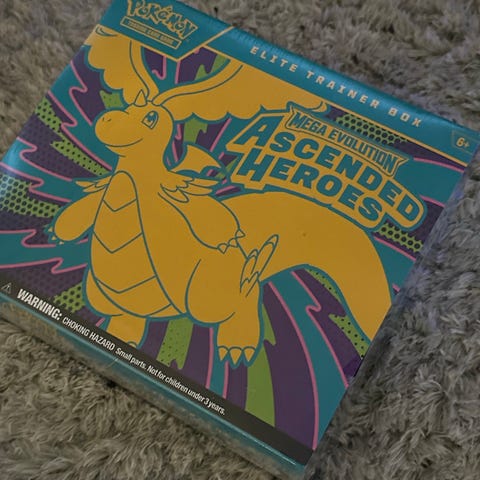 POKÉMON
TRADING CARD GAME
ELITE TRAINER BOX
6+
MEGA EVOLUTION
ASCENDED
HEROES
WARNING: CHOKING HAZARD. Small parts. Not for children under 3 years.